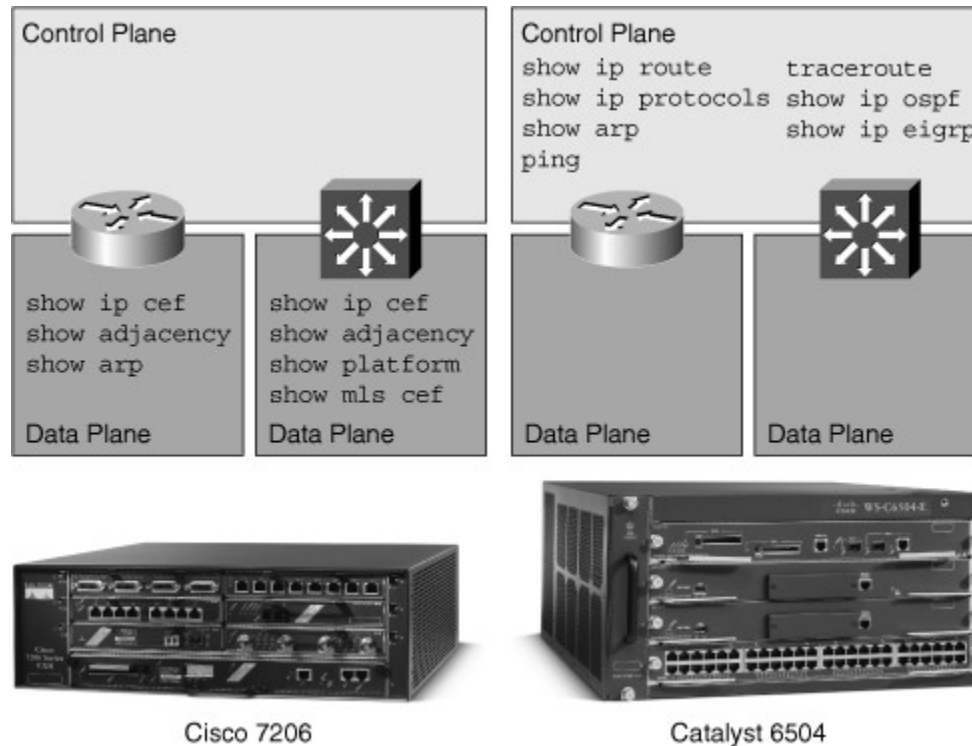 Control Plane
show ip cef
show adjacency
show arp
Data Plane
show ip cef
show adjacency
show platform
show mls cef
Data Plane
Control Plane
show ip route traceroute
show ip protocols show ip ospf
show arp show ip eigrp
ping
Data Plane
Data Plane
WS-C6504-E
Cisco 7206
Catalyst 6504